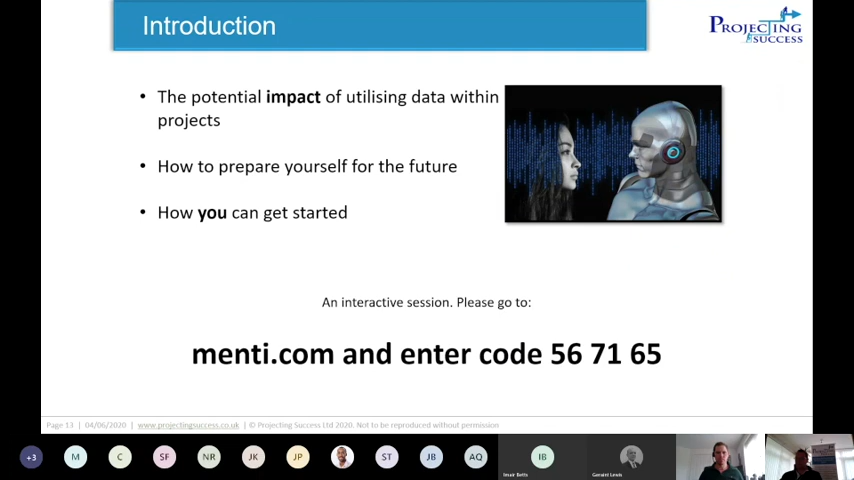 Introduction
PROJECTING
SUCCESS
• The potential impact of utilising data within
projects
• How to prepare yourself for the future
• How you can get started
An interactive session. Please go to:
menti.com and enter code 56 71 65
Page 13 | 04/06/2020 | www.projectingsuccess.co.uk | © Projecting Success Ltd 2020. Not to be reproduced without permission
+3 M C SF NR JK JP ST JB AQ IB
Geraint Lewis